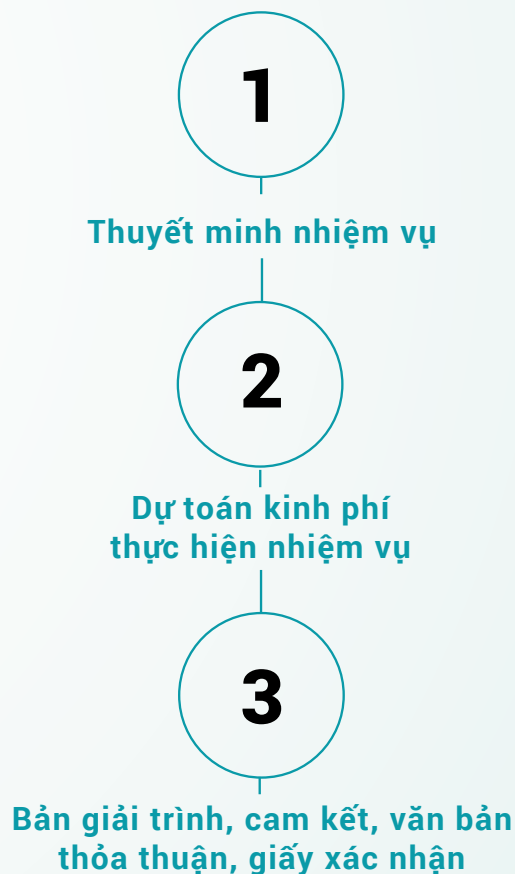 1
Thuyết minh nhiệm vụ
2
Dự toán kinh phí
thực hiện nhiệm vụ
3
Bản giải trình, cam kết, văn bản
thỏa thuận, giấy xác nhận